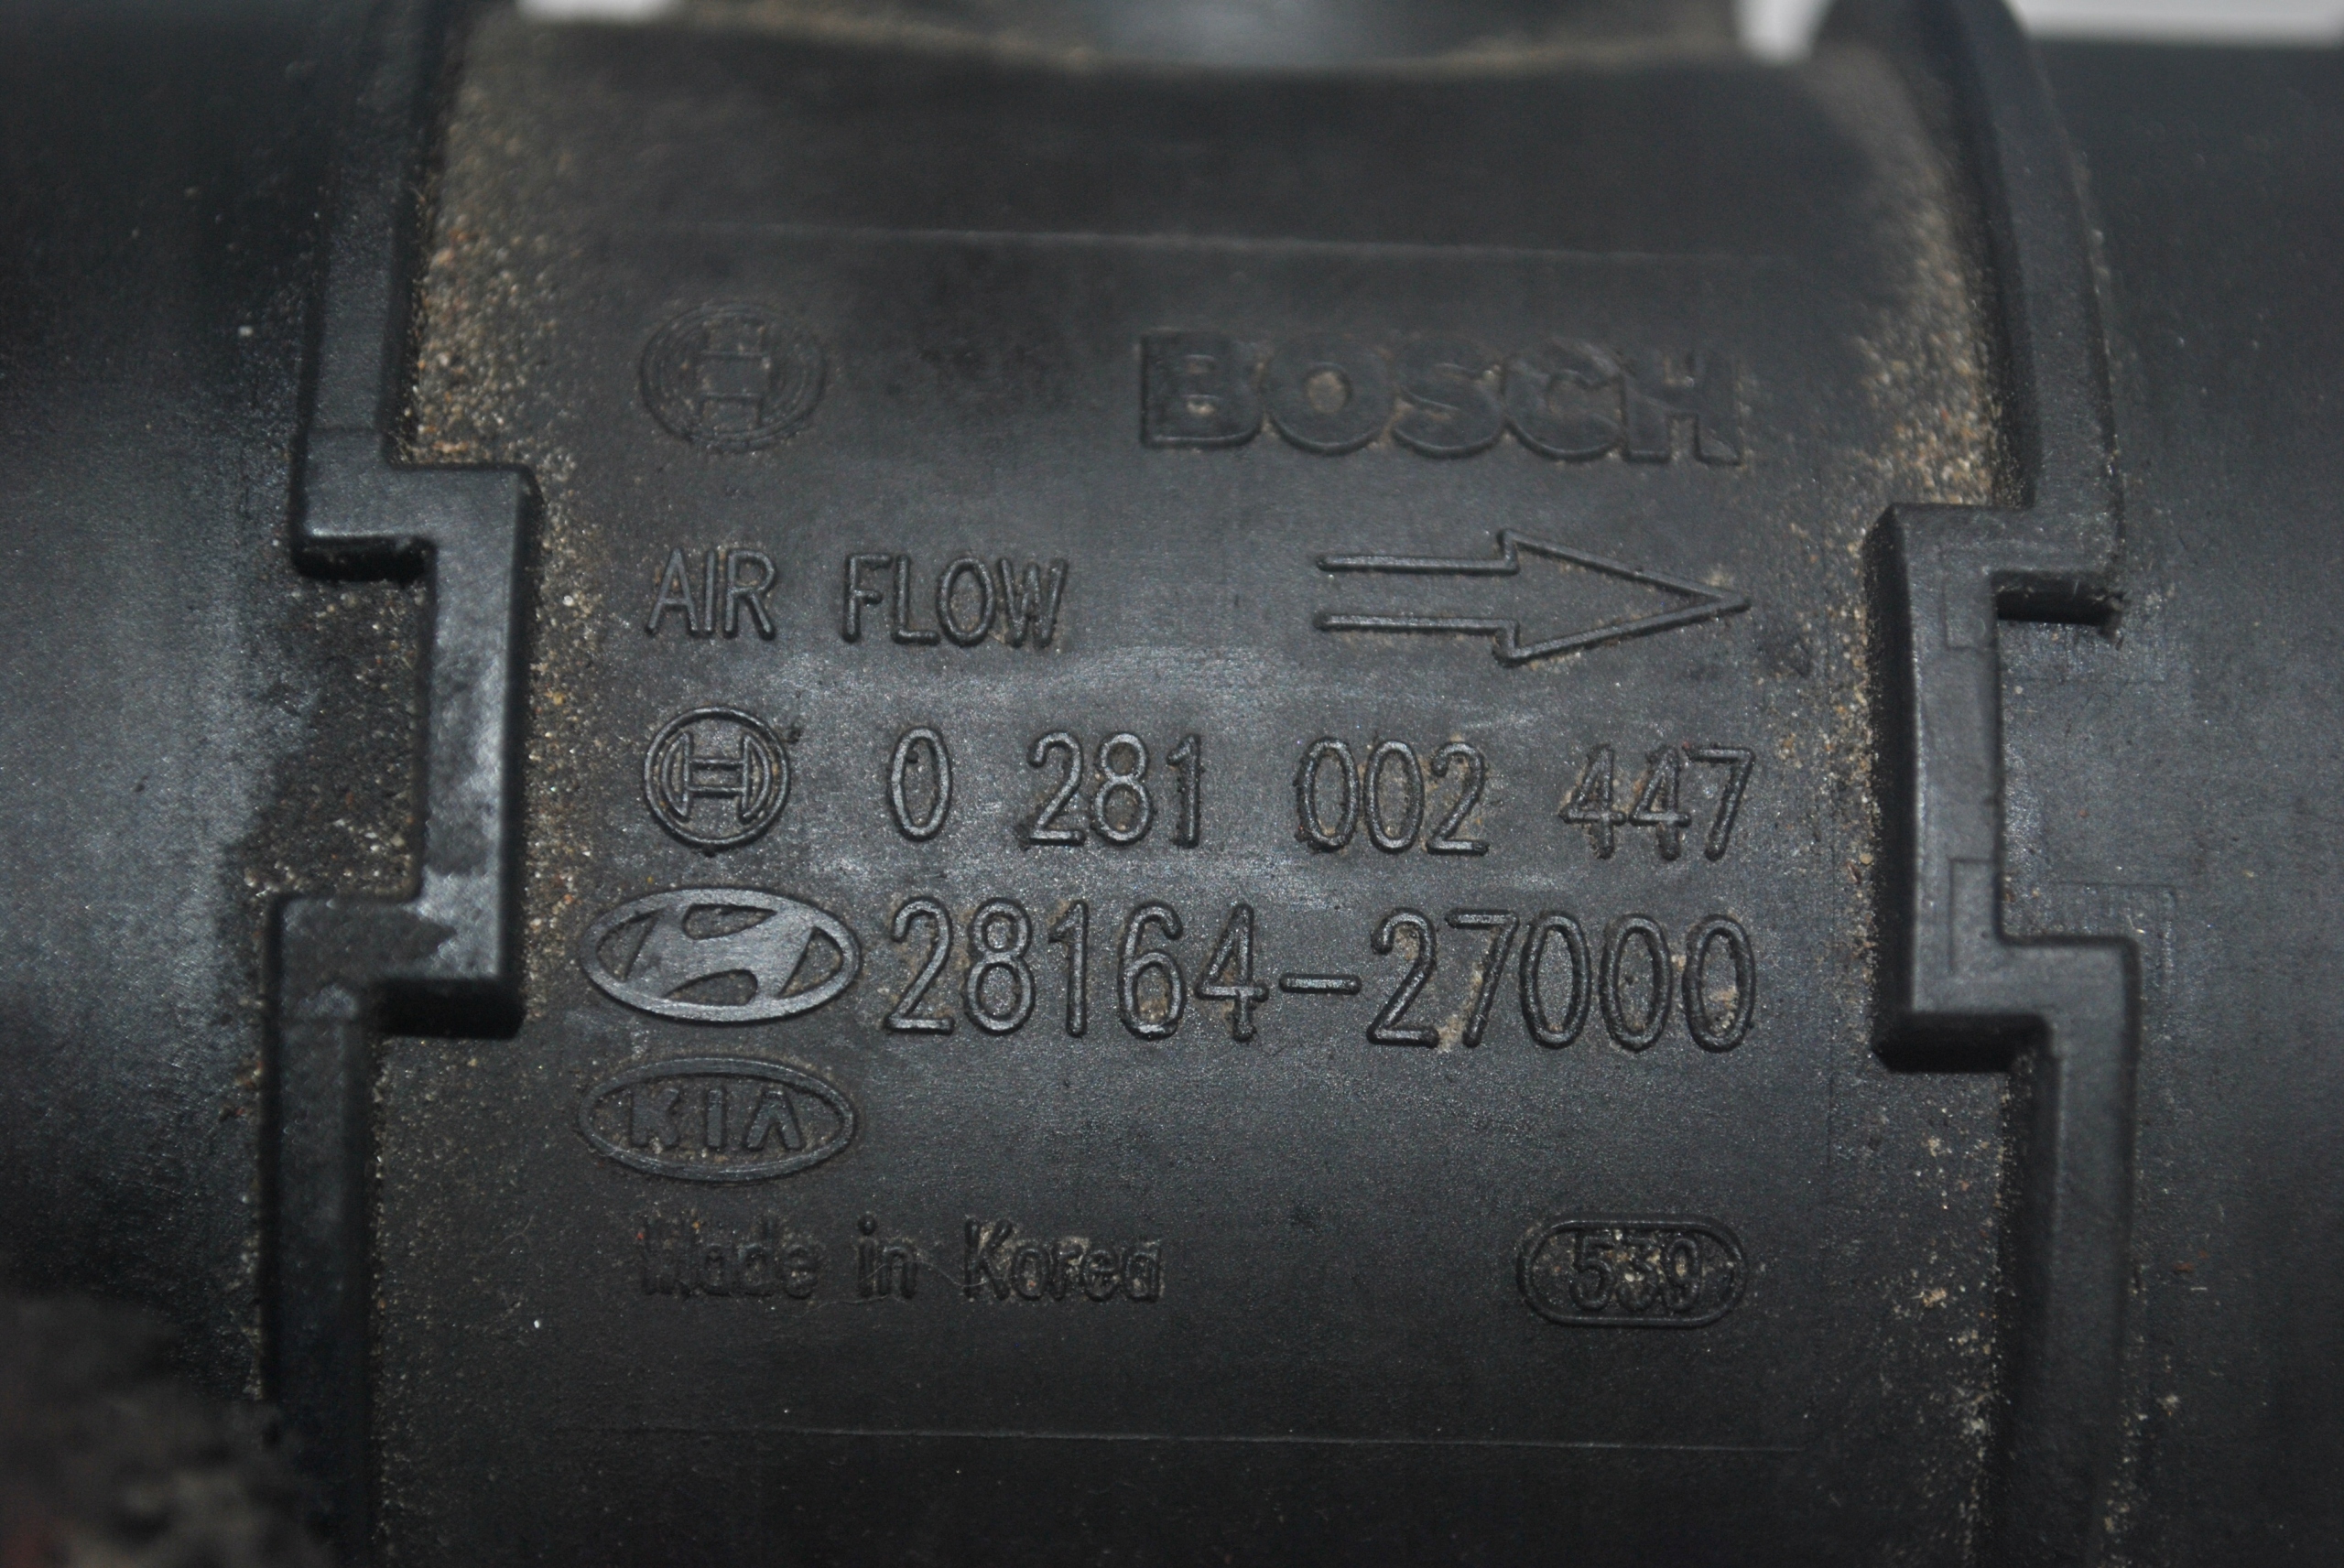 BOSCH
AIR FLOW
0 281 002 447
28164-27000
KIA
Made in Korea 539